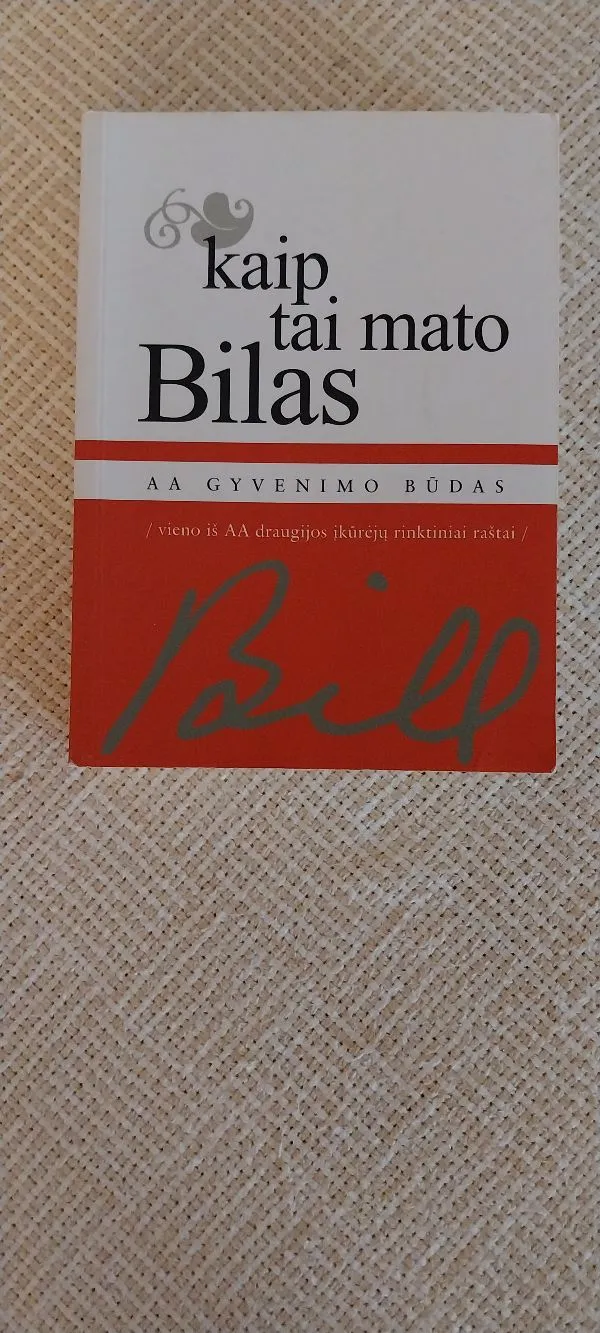 kaip
tai mato
Bilas
AA GYVENIMO BŪDAS
/ vieno iš AA draugijos įkūrėjų rinktiniai raštai /
Bill